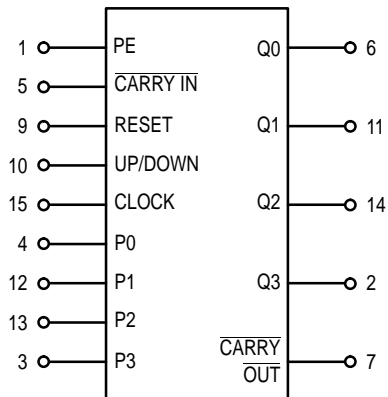 1 PE Q0 6
5 CARRY IN
9 RESET Q1 11
10 UP/DOWN
15 CLOCK Q2 14
4 P0
12 P1 Q3 2
13 P2
CARRY
3 P3 OUT 7